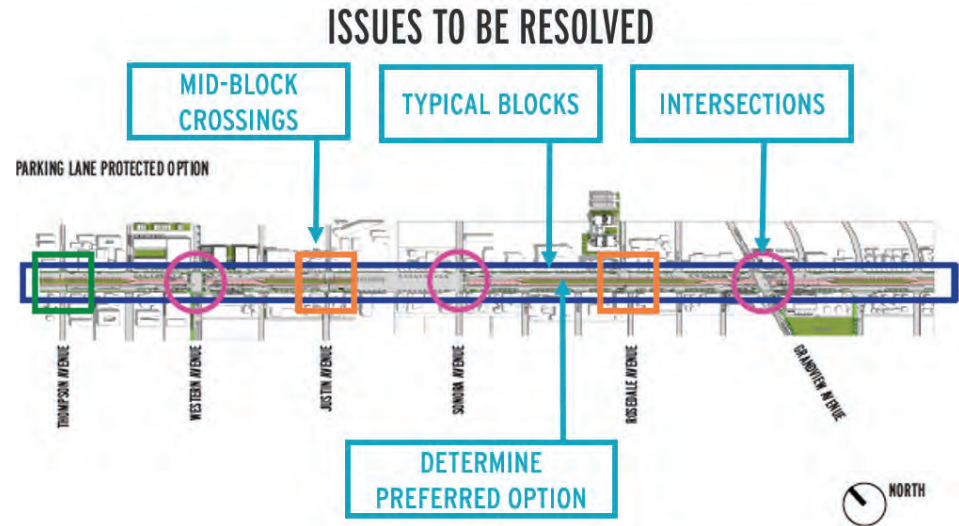 ISSUES TO BE RESOLVED
MID-BLOCK
CROSSINGS
TYPICAL BLOCKS
INTERSECTIONS
PARKING LANE PROTECTED OPTION
THOMPSON AVENUE
WESTERN AVENUE
JUSTIN AVENUE
SONORA AVENUE
ROSEDALE AVENUE
GRANDVIEW AVENUE
DETERMINE
PREFERRED OPTION
NORTH